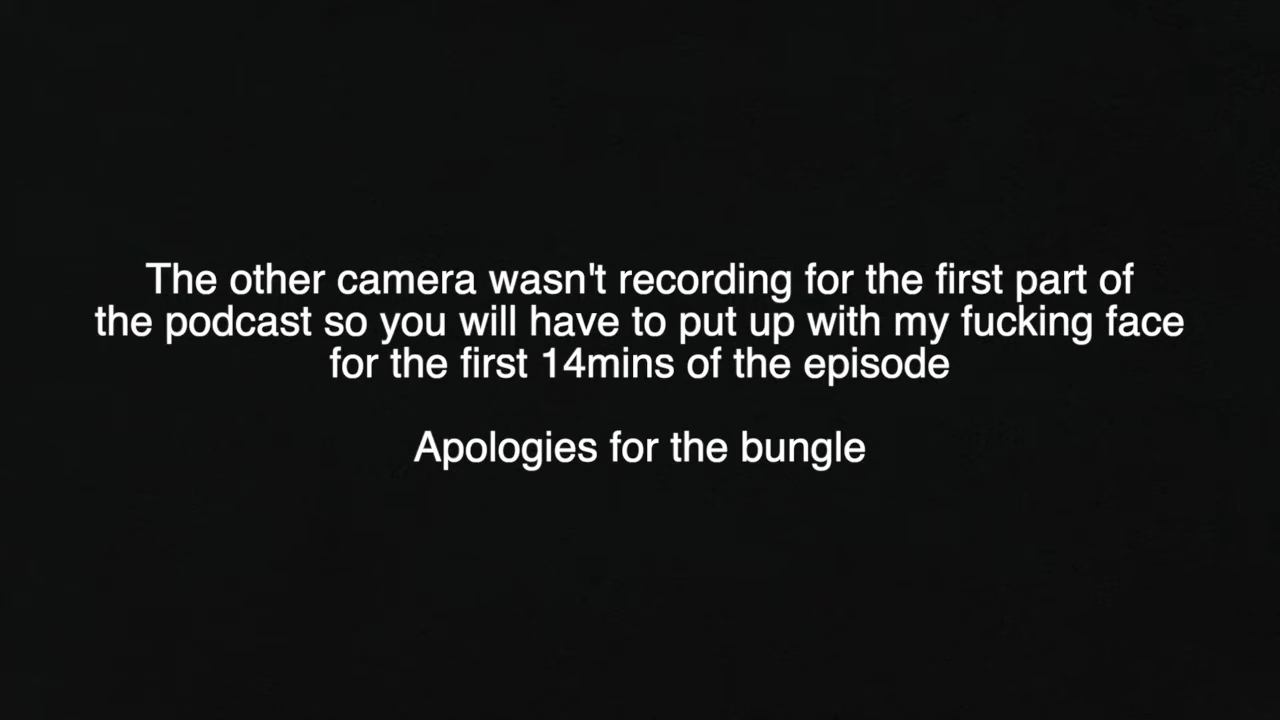 The other camera wasn't recording for the first part of
the podcast so you will have to put up with my fucking face
for the first 14mins of the episode
Apologies for the bungle